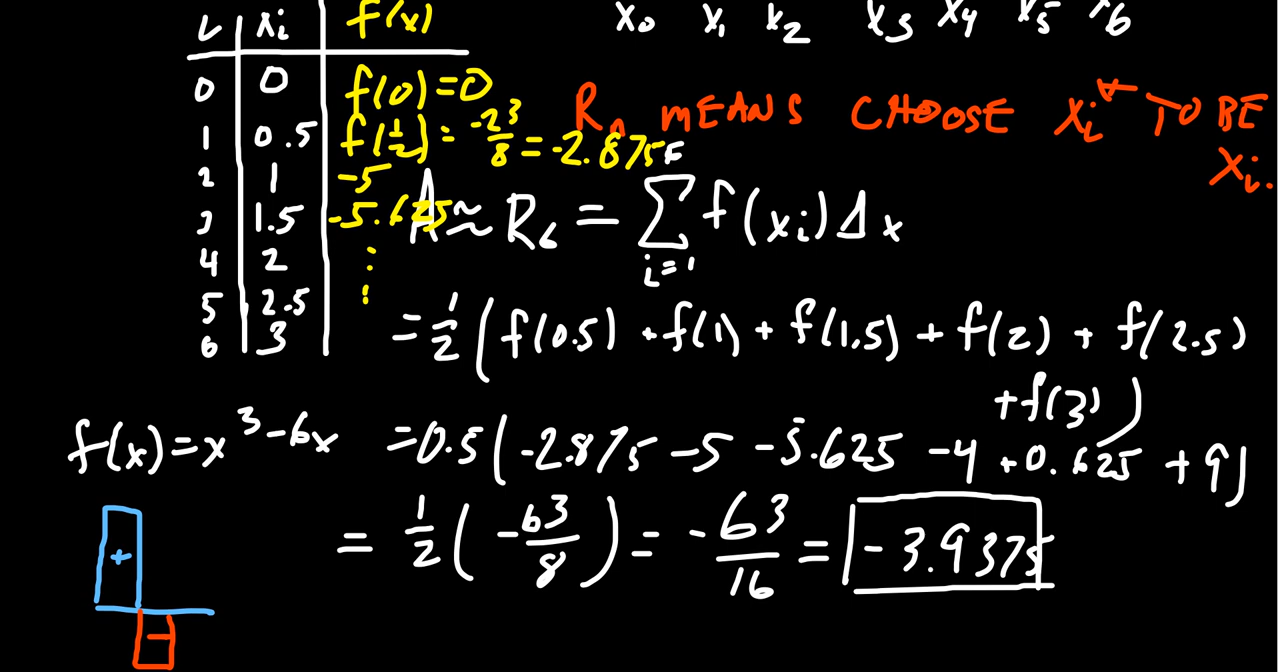 i xi f(x) x0 x1 x2 x3 x4 x5 x6
0 0 f(0)=0
Rn MEANS CHOOSE xi* TO BE xi.
1 0.5 f(1/2) = -23/8 = -2.875
2 1 -5
3 1.5 -5.625
4 2 ⋮
5 2.5
6 3
A ≈ R6 = ∑ i=1 6 f(xi) Δx
= 1/2 (f(0.5) + f(1) + f(1.5) + f(2) + f(2.5)
+ f(3))
f(x) = x^3 - 6x
= 0.5(-2.875 -5 -5.625 -4 +0.625 +9)
= 1/2 (-63/8) = -63/16 = -3.9375
+
−